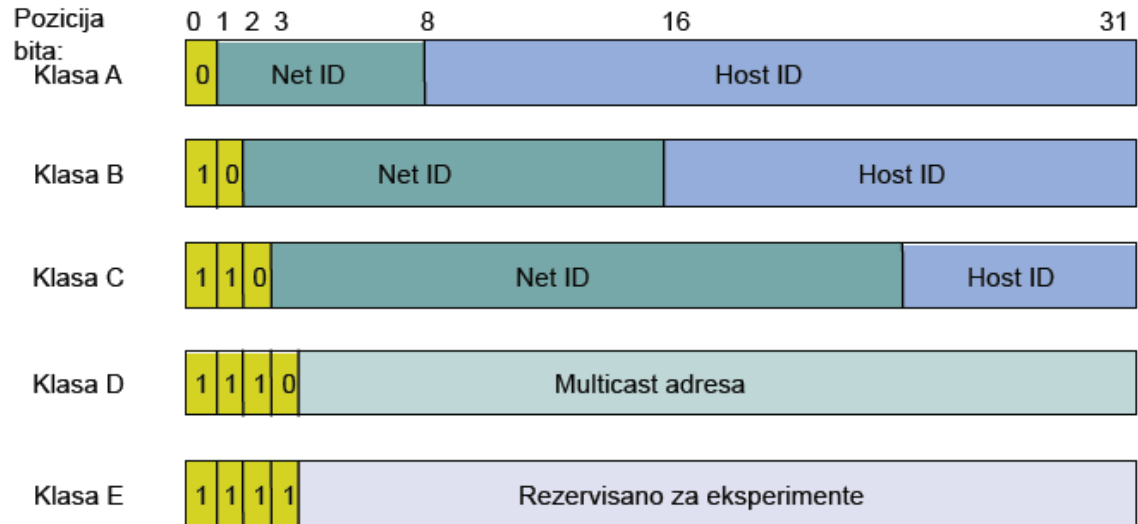 Pozicija 0 1 2 3 8 16 31
bita:
Klasa A 0 Net ID Host ID
Klasa B 1 0 Net ID Host ID
Klasa C 1 1 0 Net ID Host ID
Klasa D 1 1 1 0 Multicast adresa
Klasa E 1 1 1 1 Rezervisano za eksperimente